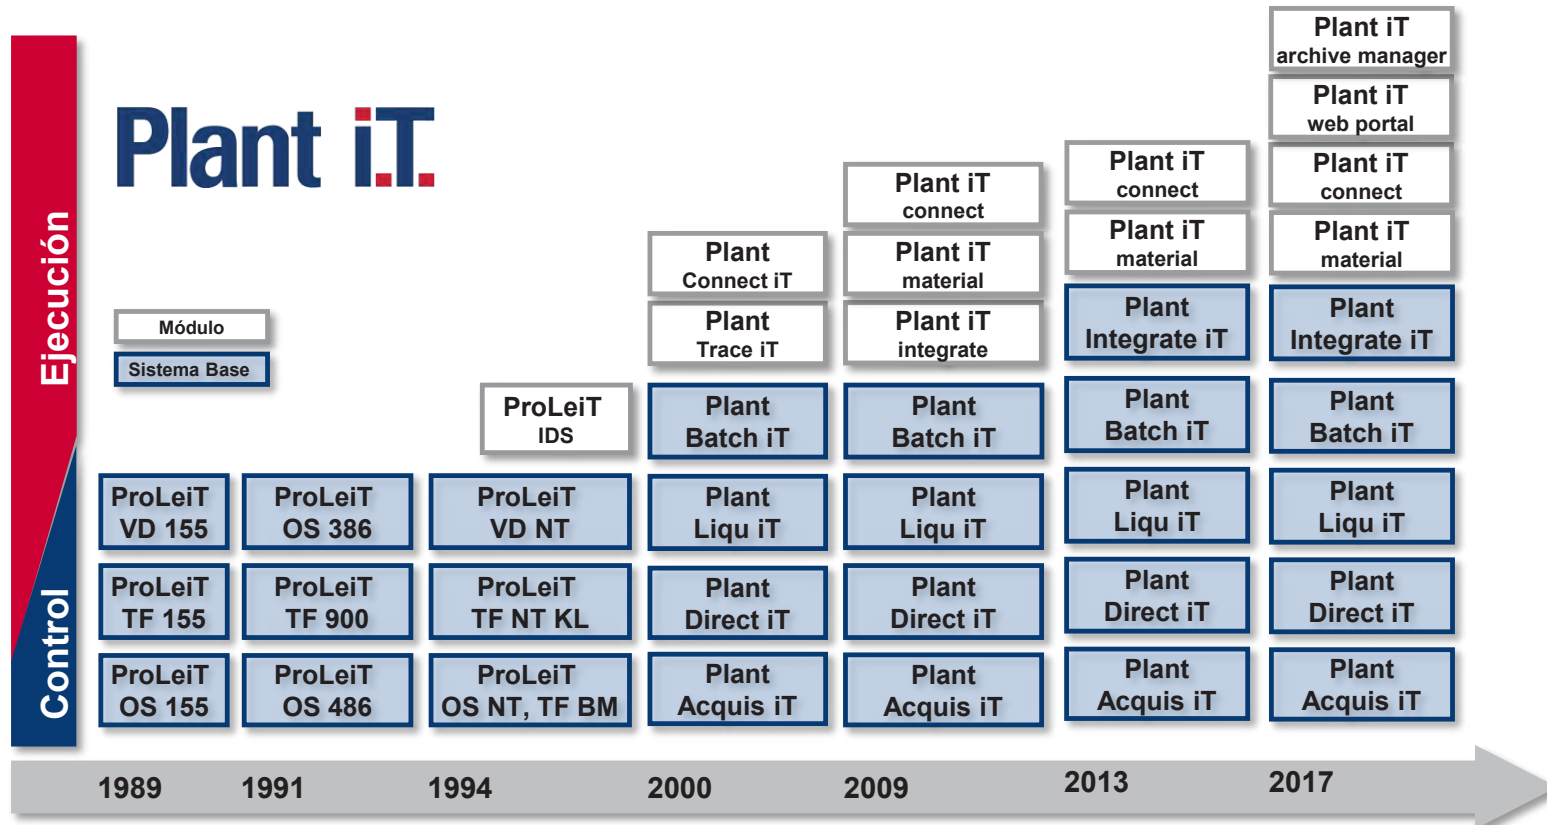 Plant i.T.
Ejecución
Control
Módulo
Sistema Base
ProLeiT
VD 155
ProLeiT
TF 155
ProLeiT
OS 155
1989
ProLeiT
OS 386
ProLeiT
TF 900
ProLeiT
OS 486
1991
ProLeiT
IDS
ProLeiT
VD NT
ProLeiT
TF NT KL
ProLeiT
OS NT, TF BM
1994
Plant
Connect iT
Plant
Trace iT
Plant
Batch iT
Plant
Liqu iT
Plant
Direct iT
Plant
Acquis iT
2000
Plant iT
connect
Plant iT
material
Plant iT
integrate
Plant
Batch iT
Plant
Liqu iT
Plant
Direct iT
Plant
Acquis iT
2009
Plant iT
connect
Plant iT
material
Plant
Integrate iT
Plant
Batch iT
Plant
Liqu iT
Plant
Direct iT
Plant
Acquis iT
2013
Plant iT
archive manager
Plant iT
web portal
Plant iT
connect
Plant iT
material
Plant
Integrate iT
Plant
Batch iT
Plant
Liqu iT
Plant
Direct iT
Plant
Acquis iT
2017